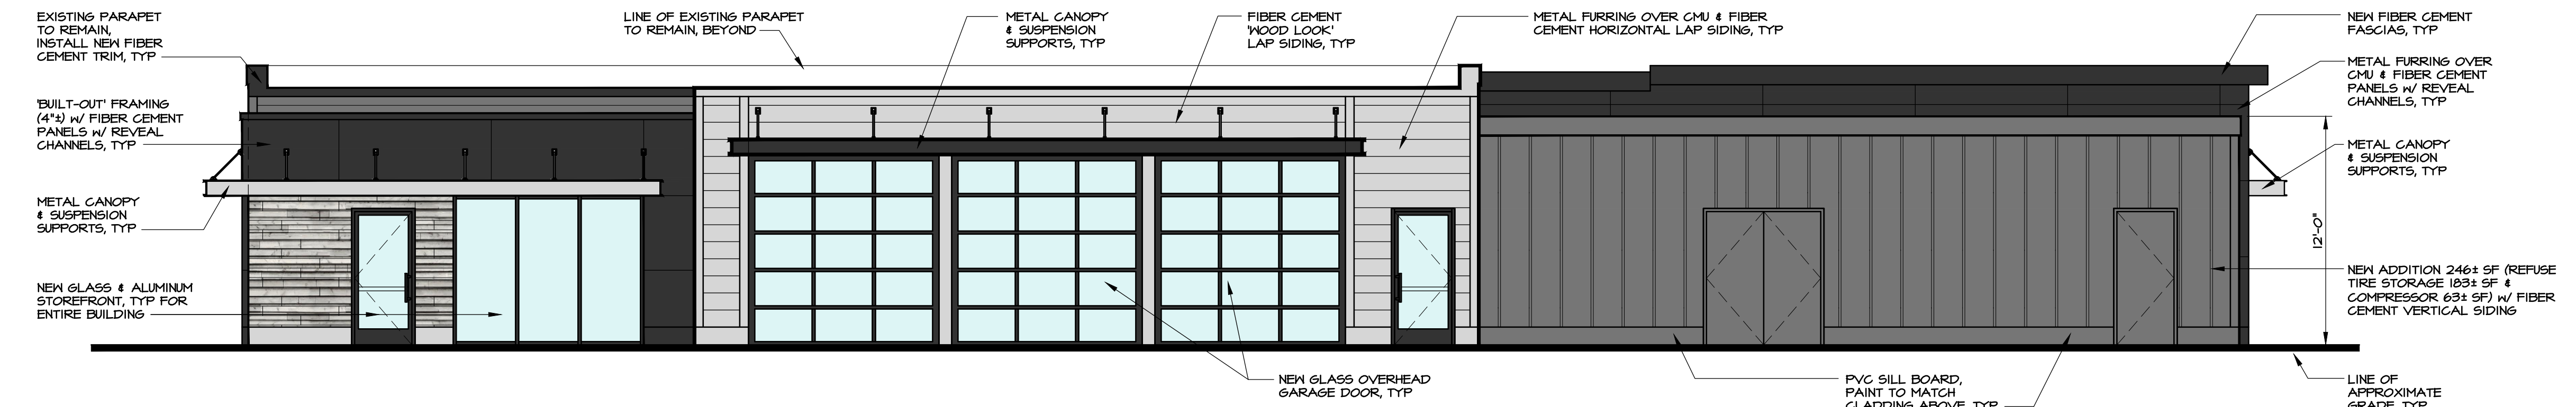 EXISTING PARAPET
TO REMAIN,
INSTALL NEW FIBER
CEMENT TRIM, TYP
LINE OF EXISTING PARAPET
TO REMAIN, BEYOND
METAL CANOPY
& SUSPENSION
SUPPORTS, TYP
FIBER CEMENT
'WOOD LOOK'
LAP SIDING, TYP
METAL FURRING OVER CMU & FIBER
CEMENT HORIZONTAL LAP SIDING, TYP
NEW FIBER CEMENT
FASCIAS, TYP
METAL FURRING OVER
CMU & FIBER CEMENT
PANELS W/ REVEAL
CHANNELS, TYP
'BUILT-OUT' FRAMING
(4"±) W/ FIBER CEMENT
PANELS W/ REVEAL
CHANNELS, TYP
METAL CANOPY
& SUSPENSION
SUPPORTS, TYP
METAL CANOPY
& SUSPENSION
SUPPORTS, TYP
12'-0"
NEW GLASS & ALUMINUM
STOREFRONT, TYP FOR
ENTIRE BUILDING
NEW ADDITION 246± SF (REFUSE
TIRE STORAGE 183± SF &
COMPRESSOR 63± SF) W/ FIBER
CEMENT VERTICAL SIDING
NEW GLASS OVERHEAD
GARAGE DOOR, TYP
PVC SILL BOARD,
PAINT TO MATCH
CLADDING ABOVE, TYP
LINE OF
APPROXIMATE
GRADE, TYP